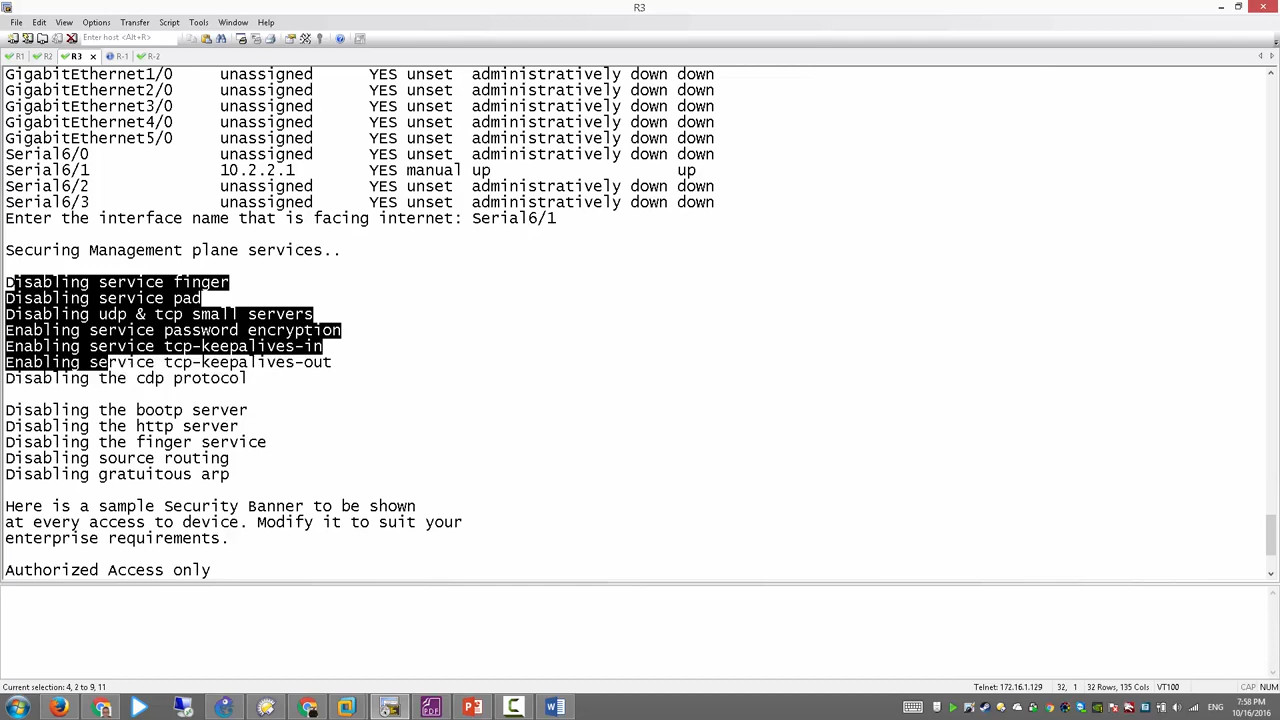 R3
File Edit View Options Transfer Script Tools Window Help
Enter host <Alt+R>
R1 R2 R3 R-1 R-2
GigabitEthernet1/0 unassigned YES unset administratively down down
GigabitEthernet2/0 unassigned YES unset administratively down down
GigabitEthernet3/0 unassigned YES unset administratively down down
GigabitEthernet4/0 unassigned YES unset administratively down down
GigabitEthernet5/0 unassigned YES unset administratively down down
Serial6/0 unassigned YES unset administratively down down
Serial6/1 10.2.2.1 YES manual up up
Serial6/2 unassigned YES unset administratively down down
Serial6/3 unassigned YES unset administratively down down
Enter the interface name that is facing internet: Serial6/1
Securing Management plane services..
Disabling service finger
Disabling service pad
Disabling udp & tcp small servers
Enabling service password encryption
Enabling service tcp-keepalives-in
Enabling service tcp-keepalives-out
Disabling the cdp protocol
Disabling the bootp server
Disabling the http server
Disabling the finger service
Disabling source routing
Disabling gratuitous arp
Here is a sample Security Banner to be shown
at every access to device. Modify it to suit your
enterprise requirements.
Authorized Access only
Current selection: 4, 2 to 9, 11 Telnet: 172.16.1.129 32, 1 32 Rows, 135 Cols VT100 CAP NUM
ENG 7:58 PM
10/16/2016